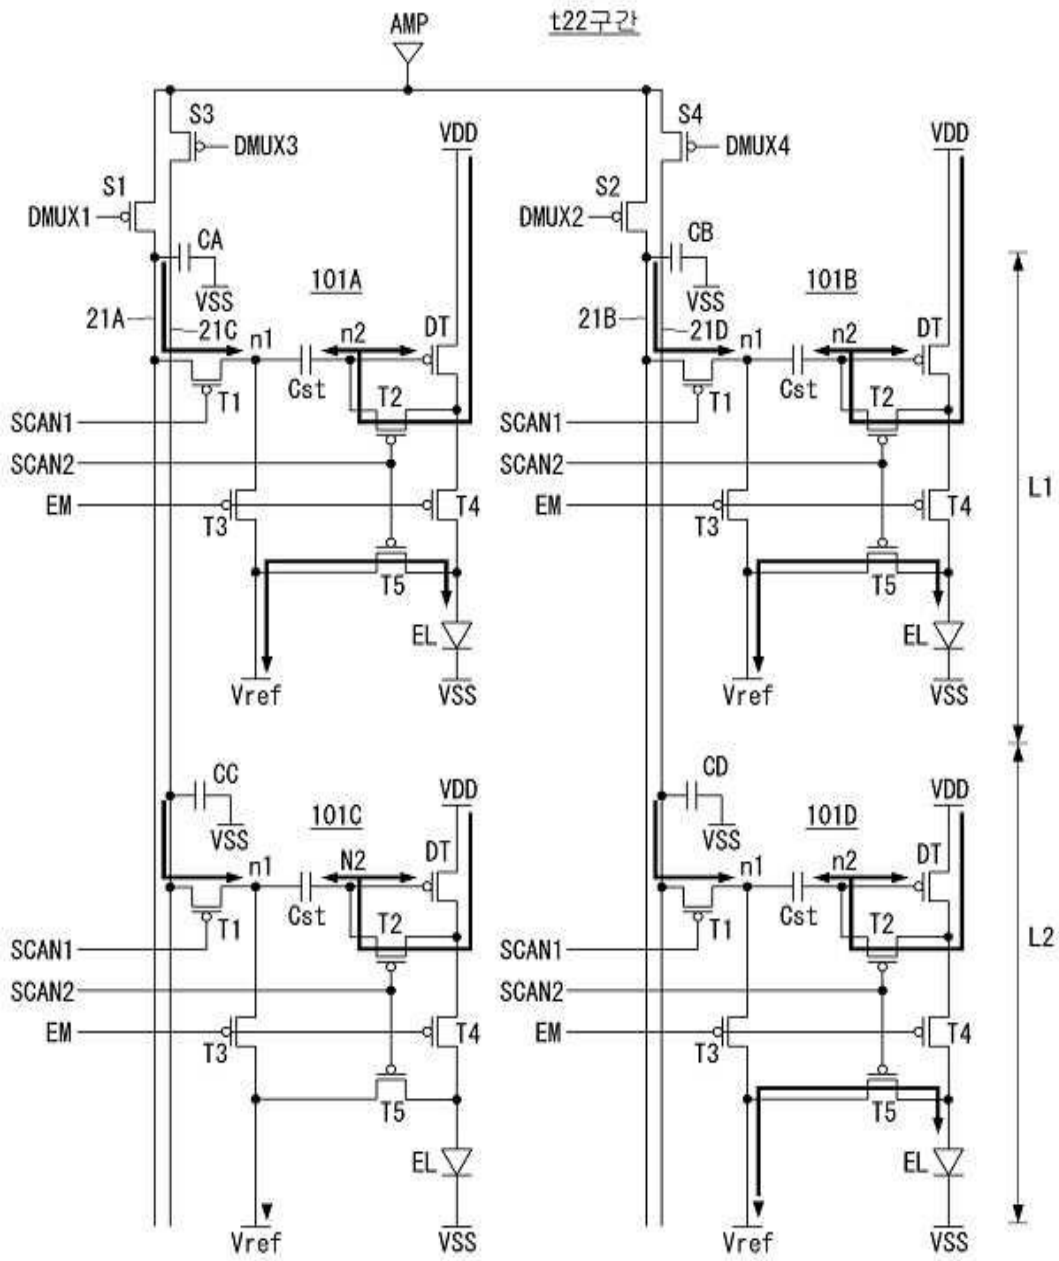 AMP t22구간
S3 S4
DMUX3 VDD DMUX4 VDD
S1 S2
DMUX1 DMUX2
CA CB
101A 101B
VSS VSS
21A 21C n1 n2 DT 21B 21D n1 n2 DT
Cst Cst
T1 T2 T1 T2
SCAN1 SCAN1
SCAN2 SCAN2
EM EM L1
T3 T4 T3 T4
T5 T5
EL EL
Vref VSS Vref VSS
CC CD
VDD VDD
101C 101D
VSS VSS
n1 N2 DT n1 n2 DT
Cst Cst
T1 T2 T1 T2
SCAN1 SCAN1 L2
SCAN2 SCAN2
EM EM
T3 T4 T3 T4
T5 T5
EL EL
Vref VSS Vref VSS